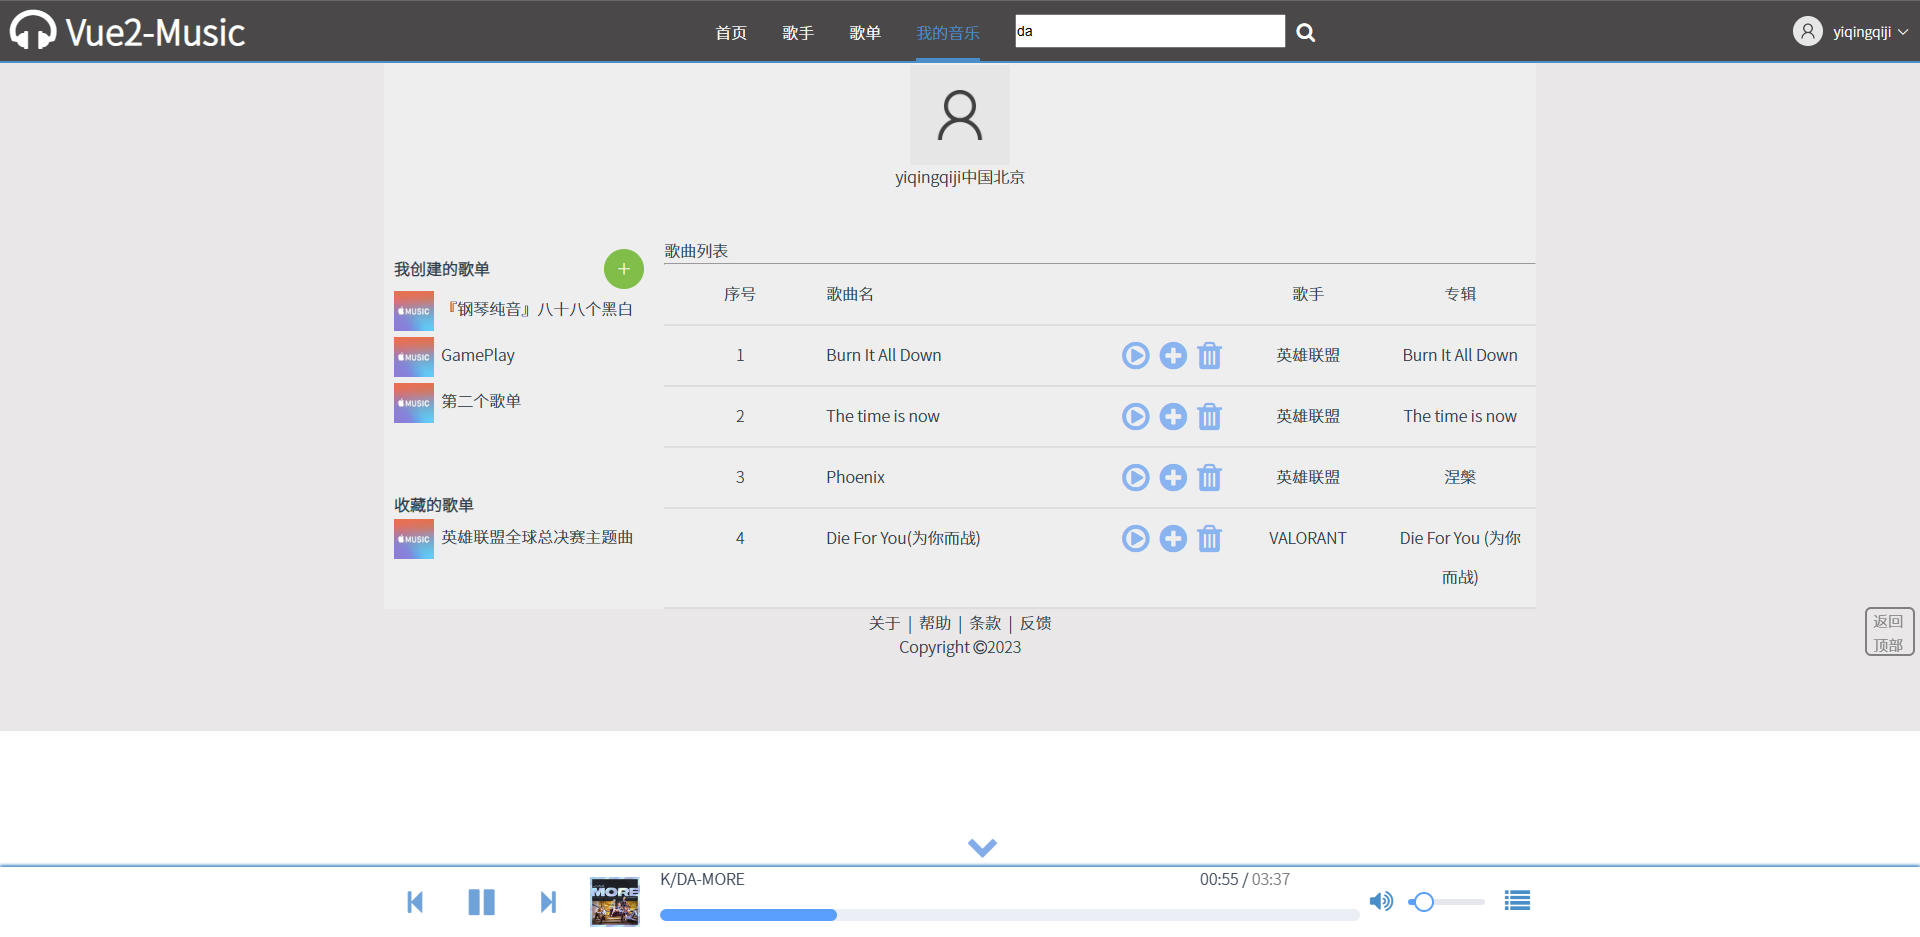 Vue2-Music
首页 歌手 歌单 我的音乐 da
yiqingqiji
yiqingqiji中国北京
我创建的歌单
『钢琴纯音』八十八个黑白
GamePlay
第二个歌单
收藏的歌单
英雄联盟全球总决赛主题曲
歌曲列表
序号 歌曲名 歌手 专辑
1 Burn It All Down 英雄联盟 Burn It All Down
2 The time is now 英雄联盟 The time is now
3 Phoenix 英雄联盟 涅槃
4 Die For You(为你而战) VALORANT Die For You (为你
而战)
MUSIC
MUSIC
MUSIC
MUSIC
关于 | 帮助 | 条款 | 反馈
Copyright ©2023
返回
顶部
MORE
K/DA-MORE 00:55 / 03:37